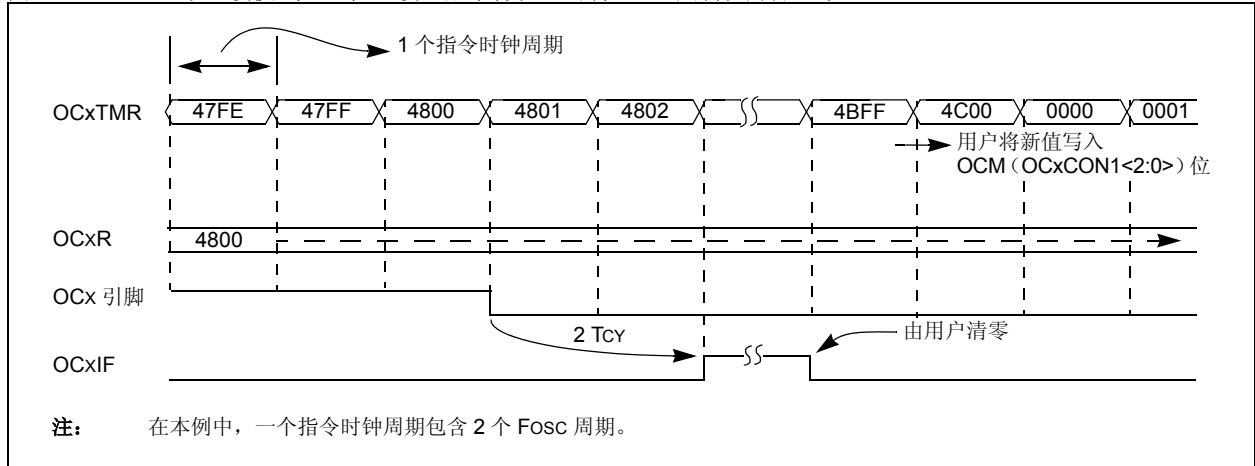 1 个指令时钟周期
OCxTMR 47FE 47FF 4800 4801 4802 4BFF 4C00 0000 0001
用户将新值写入
OCM（OCxCON1<2:0>）位
OCxR 4800
OCx 引脚
2 TCY
由用户清零
OCxIF
注： 在本例中，一个指令时钟周期包含 2 个 FOSC 周期。